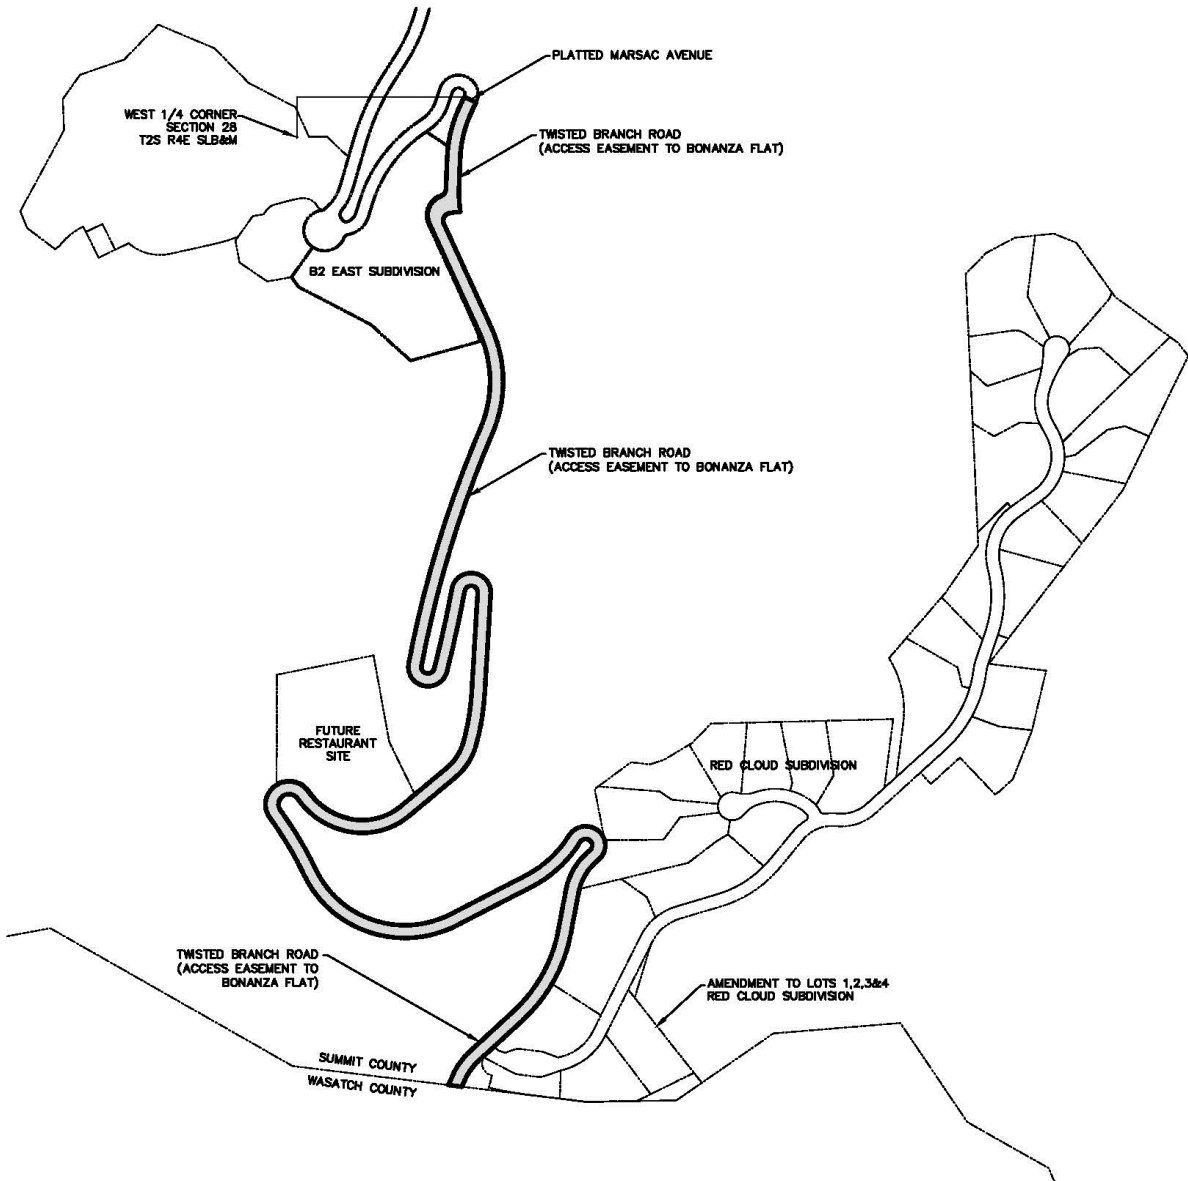 PLATTED MARSAC AVENUE
WEST 1/4 CORNER
SECTION 28
T2S R4E SLB&M
TWISTED BRANCH ROAD
(ACCESS EASEMENT TO BONANZA FLAT)
B2 EAST SUBDIVISION
TWISTED BRANCH ROAD
(ACCESS EASEMENT TO BONANZA FLAT)
FUTURE
RESTAURANT
SITE
RED CLOUD SUBDIVISION
TWISTED BRANCH ROAD
(ACCESS EASEMENT TO
BONANZA FLAT)
AMENDMENT TO LOTS 1,2,3&4
RED CLOUD SUBDIVISION
SUMMIT COUNTY
WASATCH COUNTY